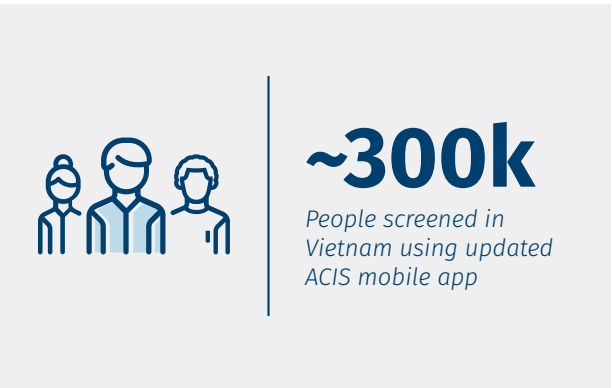 ~300k
People screened in
Vietnam using updated
ACIS mobile app